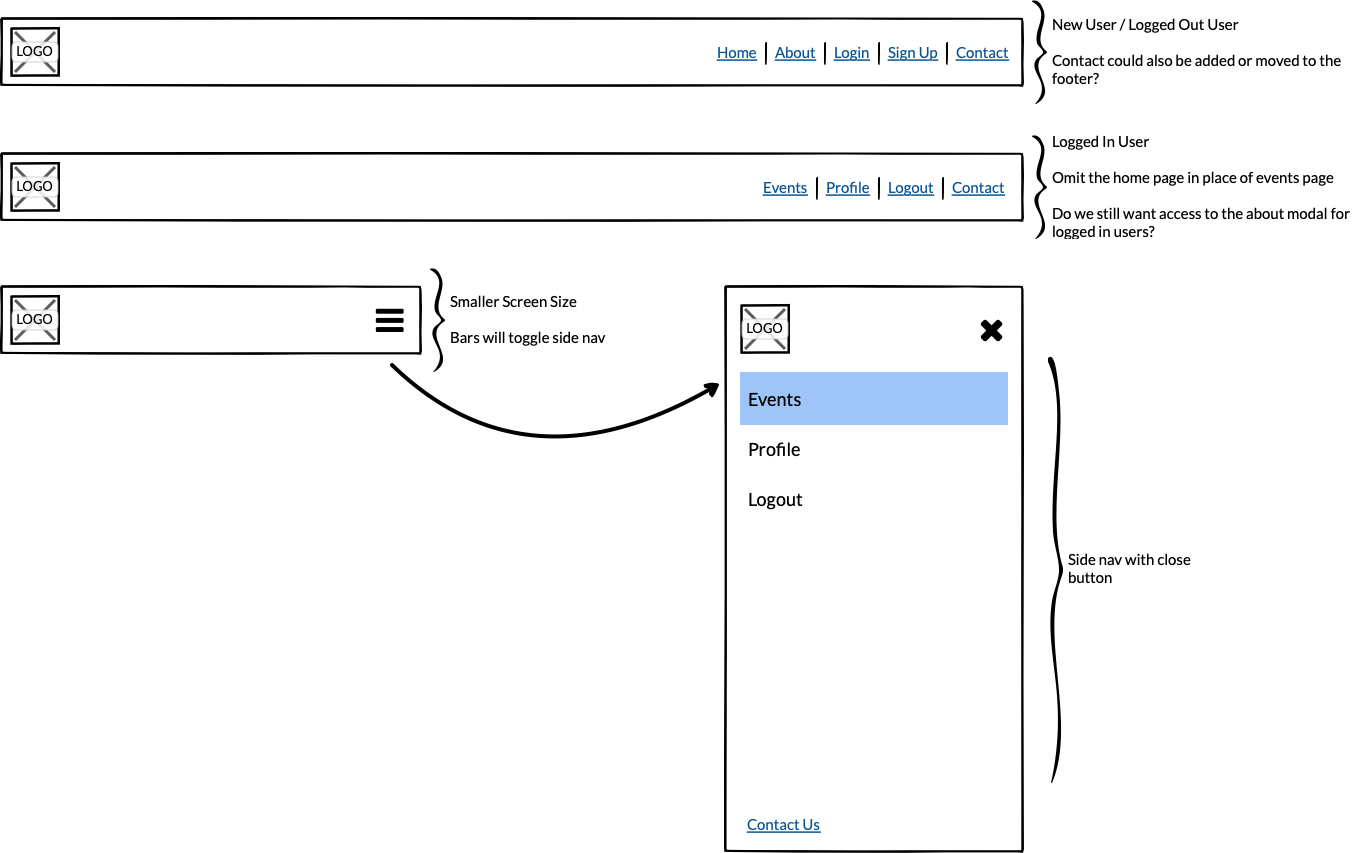 LOGO
Home | About | Login | Sign Up | Contact
New User / Logged Out User
Contact could also be added or moved to the
footer?
LOGO
Events | Profile | Logout | Contact
Logged In User
Omit the home page in place of events page
Do we still want access to the about modal for
logged in users?
LOGO
Smaller Screen Size
Bars will toggle side nav
LOGO
Events
Profile
Logout
Contact Us
Side nav with close
button